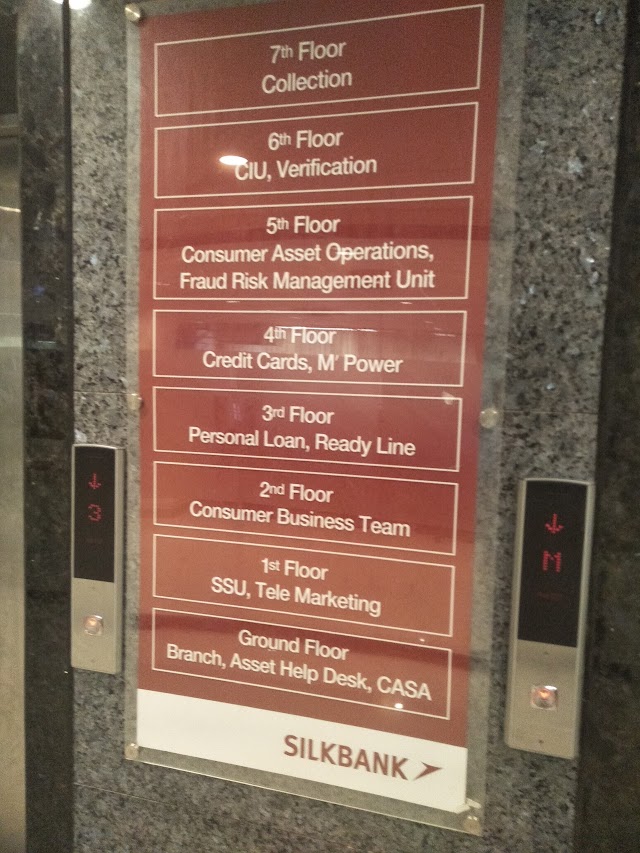 7th Floor
Collection
6th Floor
CIU, Verification
5th Floor
Consumer Asset Operations,
Fraud Risk Management Unit
4th Floor
Credit Cards, M' Power
3rd Floor
Personal Loan, Ready Line
2nd Floor
Consumer Business Team
1st Floor
SSU, Tele Marketing
Ground Floor
Branch, Asset Help Desk, CASA
SILKBANK
3
M